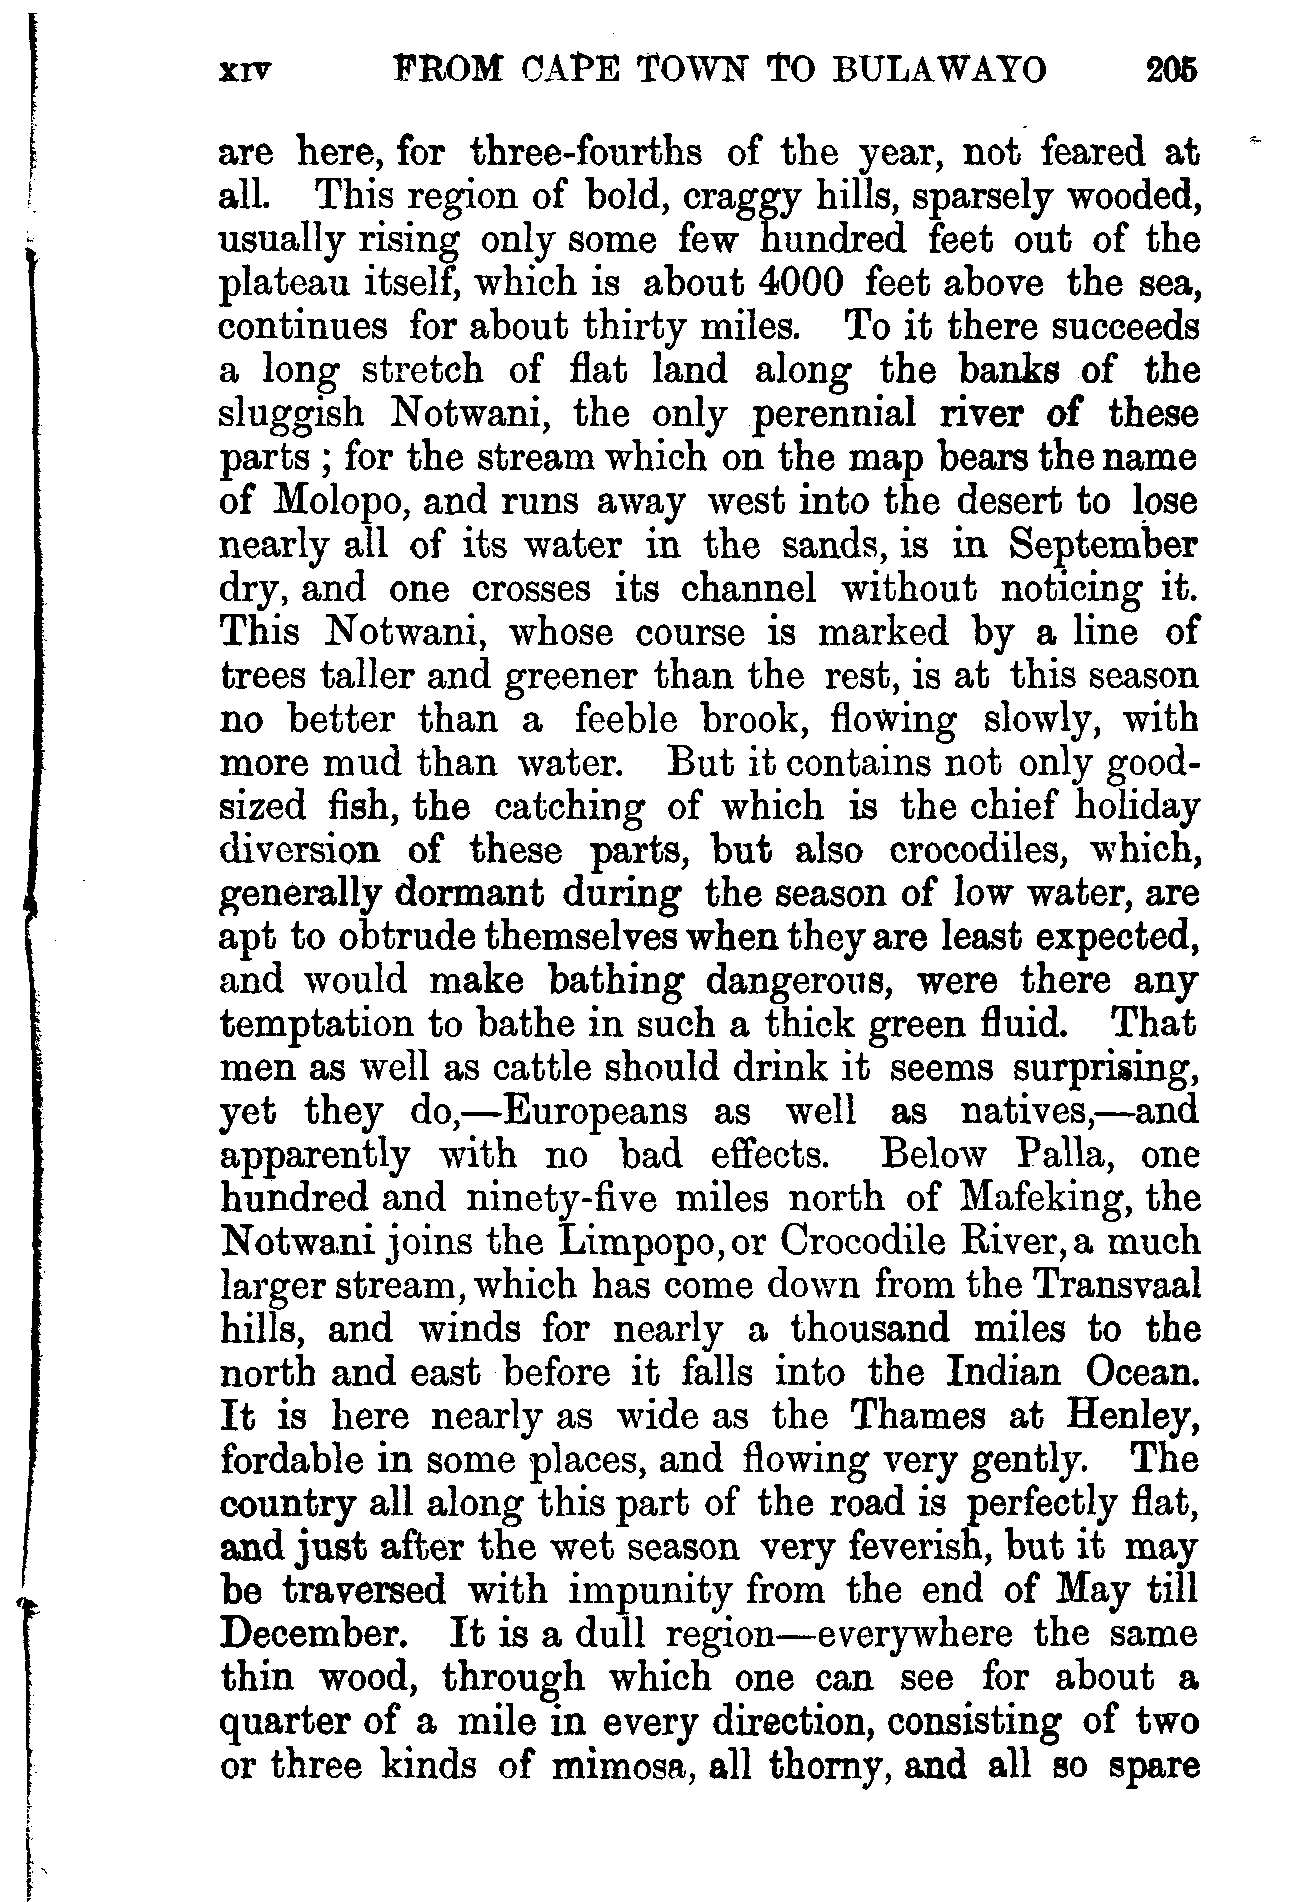 xiv FROM CAPE TOWN TO BULAWAYO 205
are here, for three-fourths of the year, not feared at
all. This region of bold, craggy hills, sparsely wooded,
usually rising only some few hundred feet out of the
plateau itself, which is about 4000 feet above the sea,
continues for about thirty miles. To it there succeeds
a long stretch of flat land along the banks of the
sluggish Notwani, the only perennial river of these
parts ; for the stream which on the map bears the name
of Molopo, and runs away west into the desert to lose
nearly all of its water in the sands, is in September
dry, and one crosses its channel without noticing it.
This Notwani, whose course is marked by a line of
trees taller and greener than the rest, is at this season
no better than a feeble brook, flowing slowly, with
more mud than water. But it contains not only good-
sized fish, the catching of which is the chief holiday
diversion of these parts, but also crocodiles, which,
generally dormant during the season of low water, are
apt to obtrude themselves when they are least expected,
and would make bathing dangerous, were there any
temptation to bathe in such a thick green fluid. That
men as well as cattle should drink it seems surprising,
yet they do,—Europeans as well as natives,—and
apparently with no bad effects. Below Palla, one
hundred and ninety-five miles north of Mafeking, the
Notwani joins the Limpopo, or Crocodile River, a much
larger stream, which has come down from the Transvaal
hills, and winds for nearly a thousand miles to the
north and east before it falls into the Indian Ocean.
It is here nearly as wide as the Thames at Henley,
fordable in some places, and flowing very gently. The
country all along this part of the road is perfectly flat,
and just after the wet season very feverish, but it may
be traversed with impunity from the end of May till
December. It is a dull region—everywhere the same
thin wood, through which one can see for about a
quarter of a mile in every direction, consisting of two
or three kinds of mimosa, all thorny, and all so spare